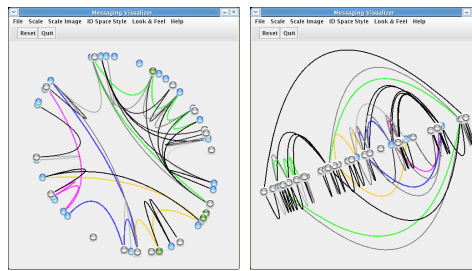 Messaging Visualizer
File Scale Scale Image ID Space Style Look & Feel Help
Reset Quit
Messaging Visualizer
File Scale Scale Image ID Space Style Look & Feel Help
Reset Quit